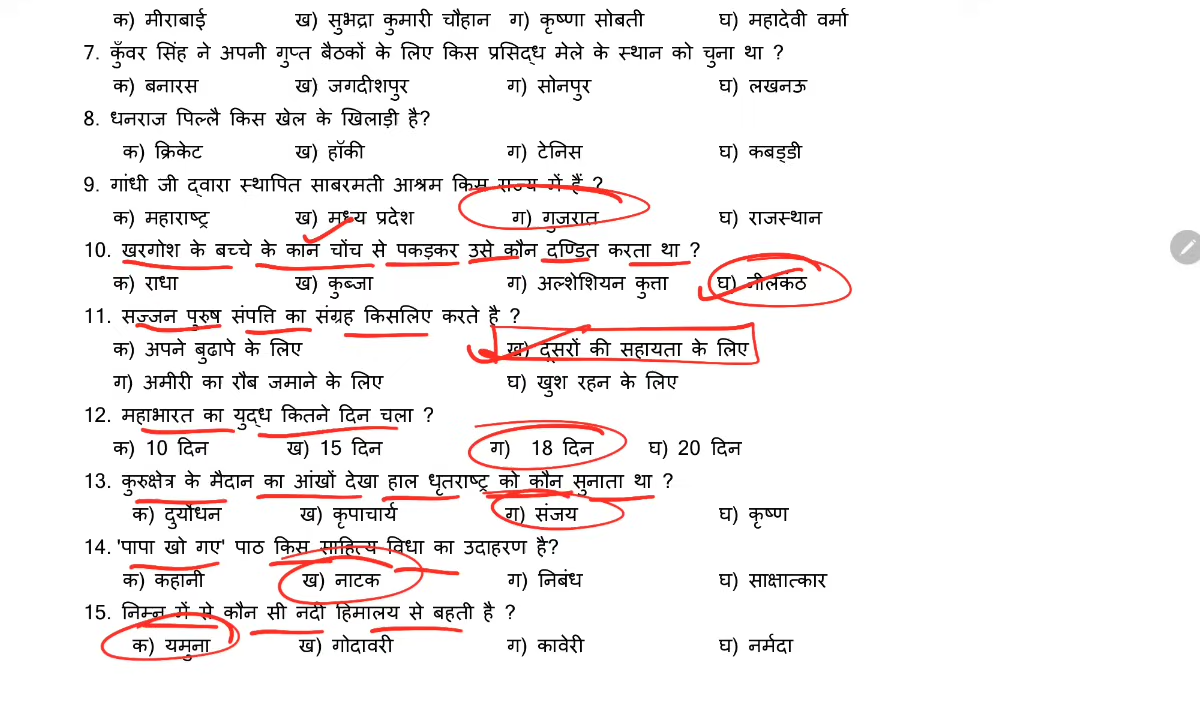 क) मीराबाई ख) सुभद्रा कुमारी चौहान ग) कृष्णा सोबती घ) महादेवी वर्मा
7. कुँवर सिंह ने अपनी गुप्त बैठकों के लिए किस प्रसिद्ध मेले के स्थान को चुना था ?
क) बनारस ख) जगदीशपुर ग) सोनपुर घ) लखनऊ
8. धनराज पिल्लै किस खेल के खिलाड़ी है?
क) क्रिकेट ख) हॉकी ग) टेनिस घ) कबड्डी
9. गांधी जी द्वारा स्थापित साबरमती आश्रम किस राज्य में हैं ?
क) महाराष्ट्र ख) मध्य प्रदेश ग) गुजरात घ) राजस्थान
10. खरगोश के बच्चे के कान चोंच से पकड़कर उसे कौन दण्डित करता था ?
क) राधा ख) कुब्जा ग) अल्शेशियन कुत्ता घ) नीलकंठ
11. सज्जन पुरुष संपत्ति का संग्रह किसलिए करते है ?
क) अपने बुढापे के लिए ख) दूसरों की सहायता के लिए
ग) अमीरी का रौब जमाने के लिए घ) खुश रहन के लिए
12. महाभारत का युद्ध कितने दिन चला ?
क) 10 दिन ख) 15 दिन ग) 18 दिन घ) 20 दिन
13. कुरुक्षेत्र के मैदान का आंखों देखा हाल धृतराष्ट्र को कौन सुनाता था ?
क) दुर्योधन ख) कृपाचार्य ग) संजय घ) कृष्ण
14. 'पापा खो गए' पाठ किस साहित्य विधा का उदाहरण है?
क) कहानी ख) नाटक ग) निबंध घ) साक्षात्कार
15. निम्न में से कौन सी नदी हिमालय से बहती है ?
क) यमुना ख) गोदावरी ग) कावेरी घ) नर्मदा